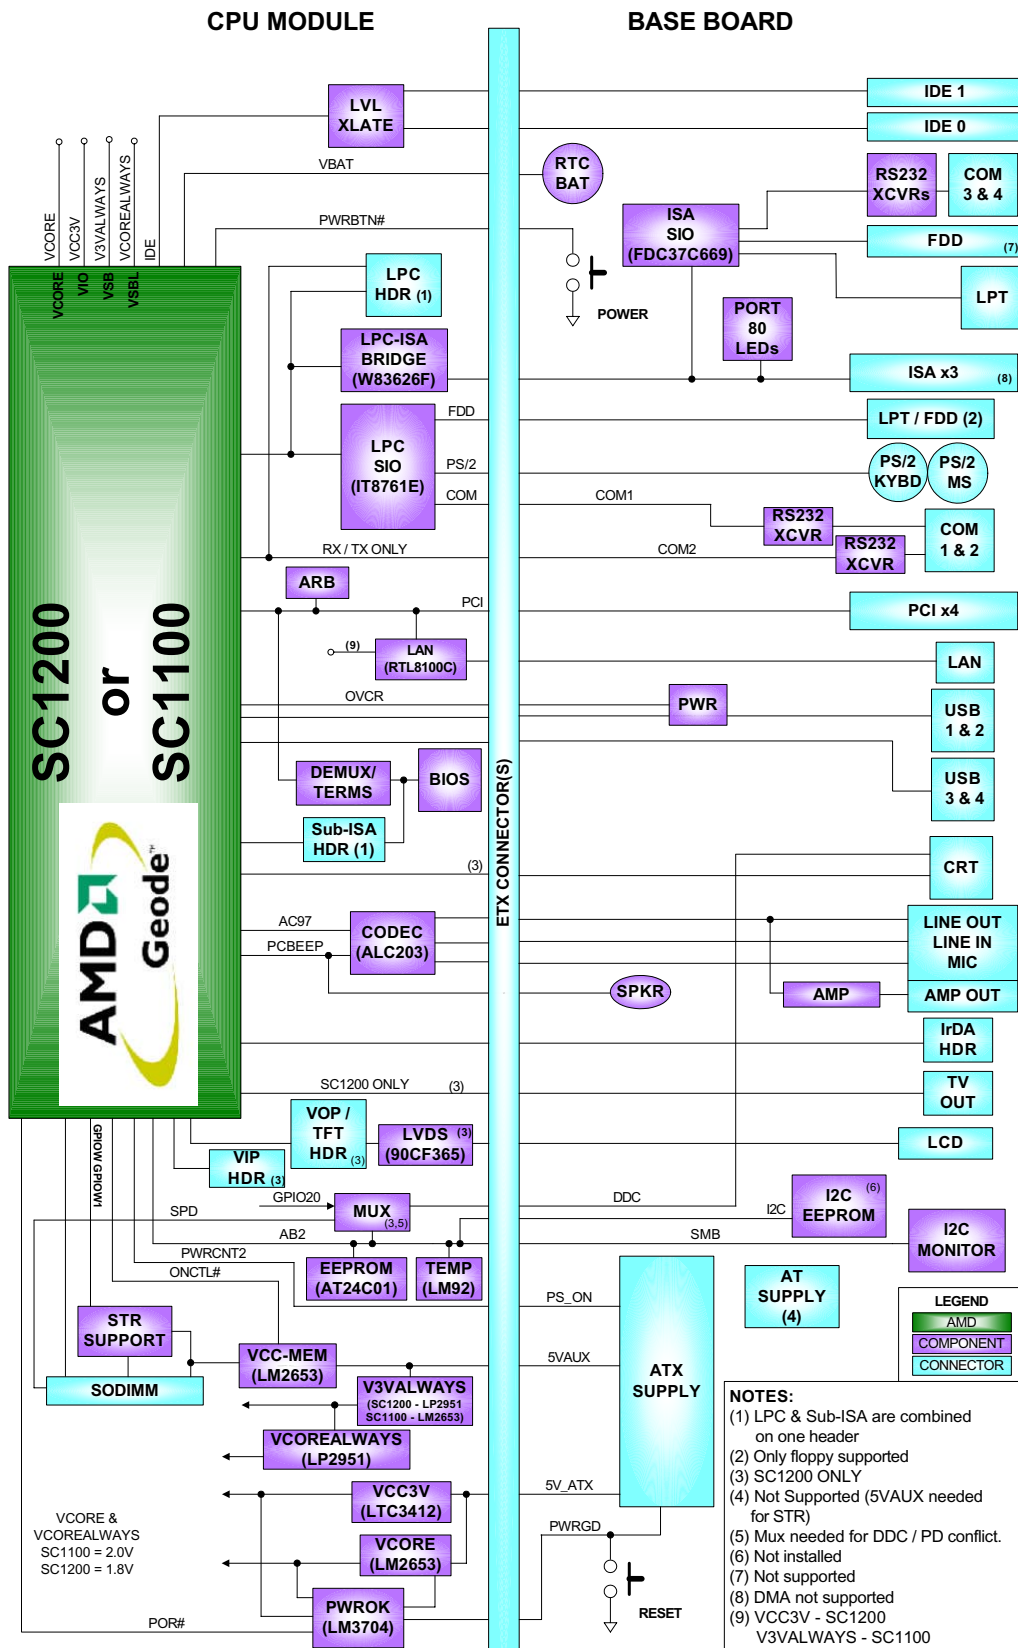 CPU MODULE
BASE BOARD
LVL
XLATE
IDE 1
IDE 0
VBAT
RTC
BAT
RS232
XCVRs
COM
3 & 4
ISA
SIO
(FDC37C669)
PWRBTN#
FDD
(7)
VCORE
VCC3V
V3VALWAYS
VCOREALWAYS
IDE
VCORE
VIO
VSB
VSBL
LPC
HDR (1)
POWER
LPT
PORT
80
LEDs
LPC-ISA
BRIDGE
(W83626F)
ISA x3
(8)
LPC
SIO
(IT8761E)
FDD
PS/2
COM
LPT / FDD (2)
PS/2
KYBD
PS/2
MS
COM1
RS232
XCVR
COM
1 & 2
RX / TX ONLY
COM2
RS232
XCVR
ARB
PCI
PCI x4
(9)
LAN
(RTL8100C)
LAN
OVCR
PWR
USB
1 & 2
SC1200
or
SC1100
ETX CONNECTOR(S)
DEMUX/
TERMS
BIOS
USB
3 & 4
Sub-ISA
HDR (1)
(3)
CRT
AMD
Geode™
AC97
PCBEEP
CODEC
(ALC203)
LINE OUT
LINE IN
MIC
SPKR
AMP
AMP OUT
IrDA
HDR
SC1200 ONLY
(3)
TV
OUT
VOP /
TFT
HDR
(3)
LVDS (3)
(90CF365)
LCD
VIP
HDR (3)
GPIOW GPIOW1
GPIO20
SPD
MUX
(3,5)
DDC
I2C
I2C
EEPROM
(6)
AB2
SMB
I2C
MONITOR
PWRCNT2
ONCTL#
EEPROM
(AT24C01)
TEMP
(LM92)
PS_ON
AT
SUPPLY
(4)
LEGEND
AMD
COMPONENT
CONNECTOR
STR
SUPPORT
VCC-MEM
(LM2653)
5VAUX
ATX
SUPPLY
SODIMM
V3VALWAYS
(SC1200 - LP2951
SC1100 - LM2653)
VCOREALWAYS
(LP2951)
VCC3V
(LTC3412)
5V_ATX
VCORE &
VCOREALWAYS
SC1100 = 2.0V
SC1200 = 1.8V
VCORE
(LM2653)
PWRGD
PWROK
(LM3704)
POR#
RESET
NOTES:
(1) LPC & Sub-ISA are combined
on one header
(2) Only floppy supported
(3) SC1200 ONLY
(4) Not Supported (5VAUX needed
for STR)
(5) Mux needed for DDC / PD conflict.
(6) Not installed
(7) Not supported
(8) DMA not supported
(9) VCC3V - SC1200
V3VALWAYS - SC1100